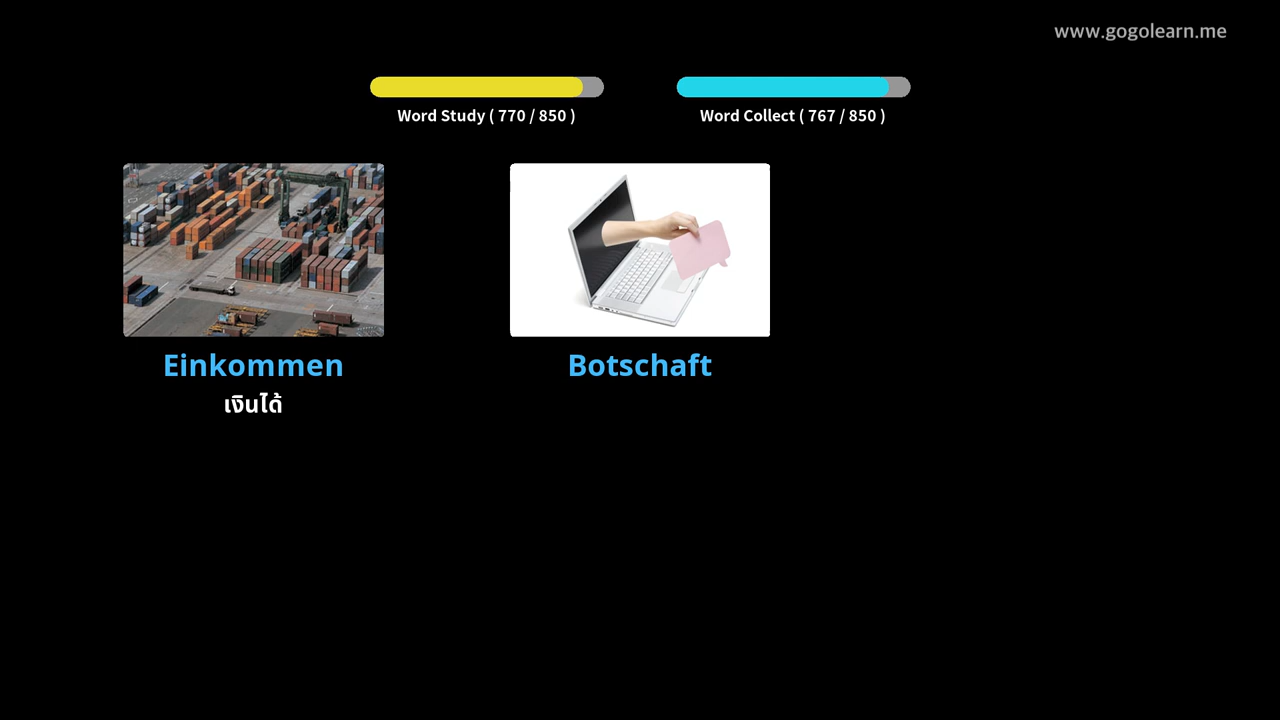 www.gogolearn.me
Word Study ( 770 / 850 )
Word Collect ( 767 / 850 )
Einkommen
เงินได้
Botschaft